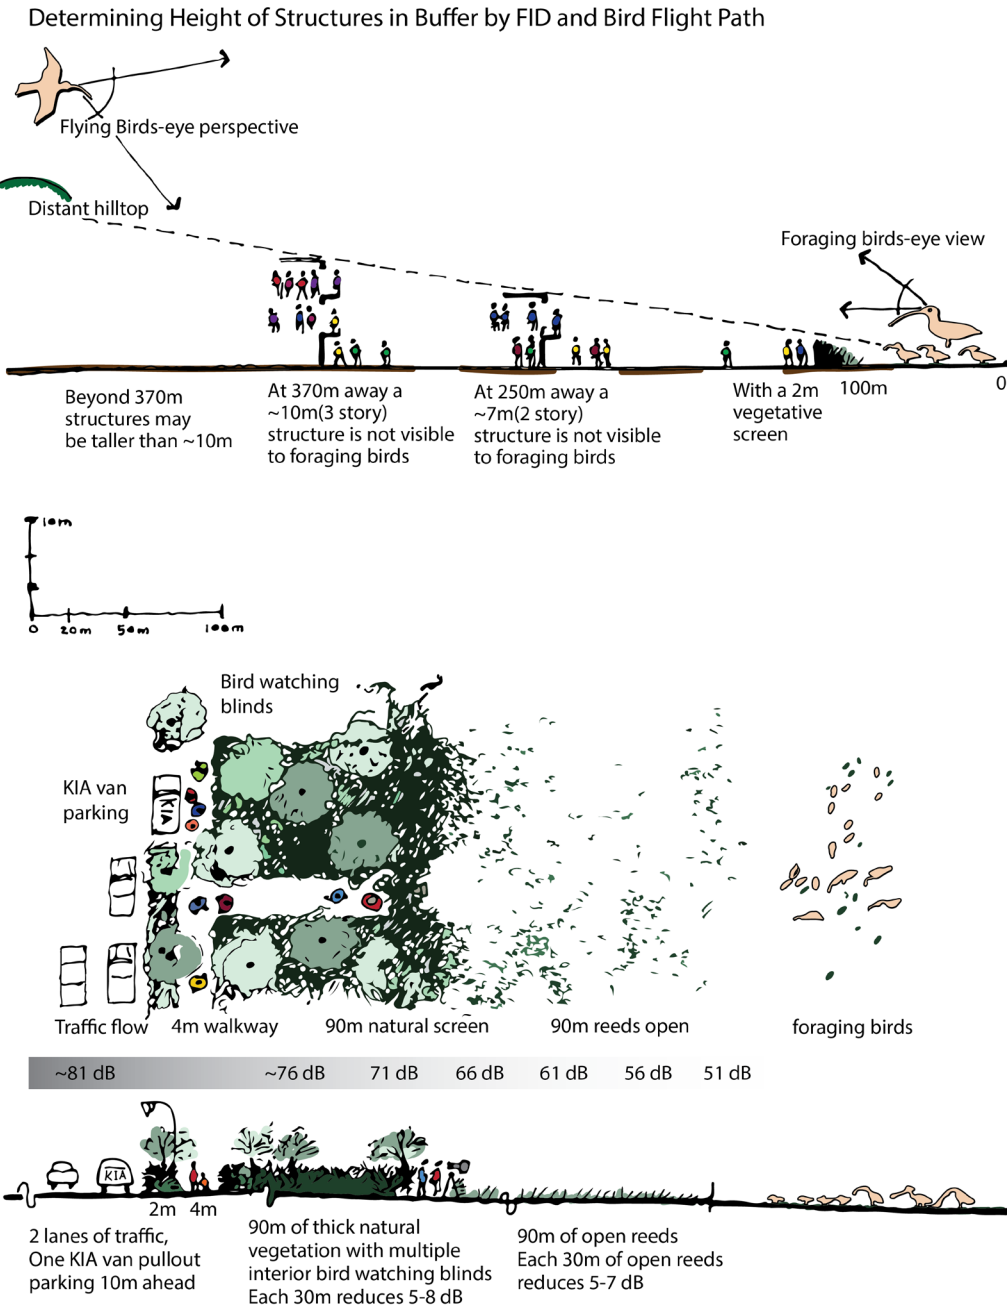 Determining Height of Structures in Buffer by FID and Bird Flight Path
Flying Birds-eye perspective
Distant hilltop
Foraging birds-eye view
Beyond 370m
structures may
be taller than ~10m
At 370m away a
~10m(3 story)
structure is not visible
to foraging birds
At 250m away a
~7m(2 story)
structure is not visible
to foraging birds
With a 2m
vegetative
screen
100m
0
10m
0 20m 50m 100m
Bird watching
blinds
KIA van
parking
KIA
Traffic flow
4m walkway
90m natural screen
90m reeds open
foraging birds
~81 dB ~76 dB 71 dB 66 dB 61 dB 56 dB 51 dB
KIA
2m 4m
2 lanes of traffic,
One KIA van pullout
parking 10m ahead
90m of thick natural
vegetation with multiple
interior bird watching blinds
Each 30m reduces 5-8 dB
90m of open reeds
Each 30m of open reeds
reduces 5-7 dB